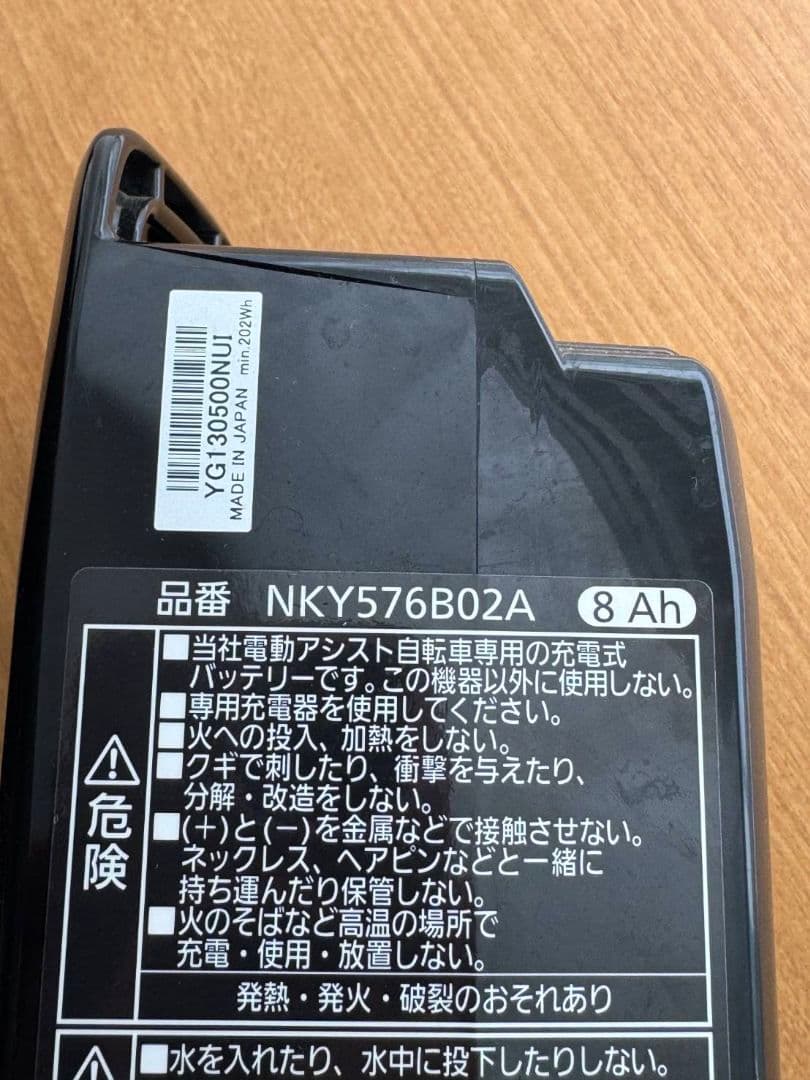 YG130500NUI
MADE IN JAPAN min.202Wh
品番 NKY576B02A 8 Ah
危険
■当社電動アシスト自転車専用の充電式
バッテリーです。この機器以外に使用しない。
■専用充電器を使用してください。
■火への投入、加熱をしない。
■クギで刺したり、衝撃を与えたり、
分解・改造をしない。
■(+)と(−)を金属などで接触させない。
ネックレス、ヘアピンなどと一緒に
持ち運んだり保管しない。
■火のそばなど高温の場所で
充電・使用・放置しない。
発熱・発火・破裂のおそれあり
■水を入れたり、水中に投下したりしない。